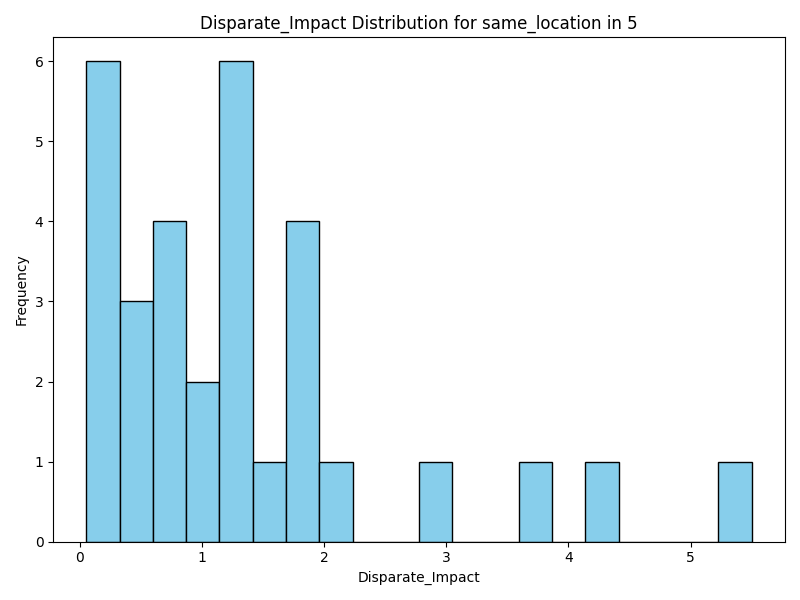 Disparate_Impact Distribution for same_location in 5
Frequency
6
5
4
3
2
1
0
0 1 2 3 4 5
Disparate_Impact